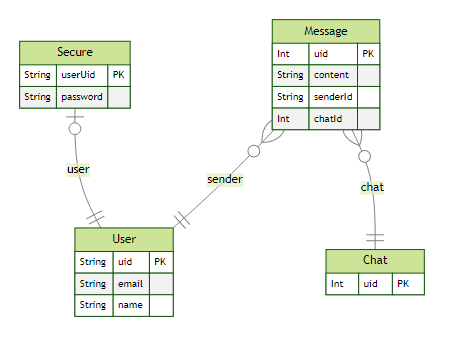 Message
Int uid PK
String content
String senderId
Int chatId
Secure
String userUid PK
String password
user
sender
chat
User
String uid PK
String email
String name
Chat
Int uid PK